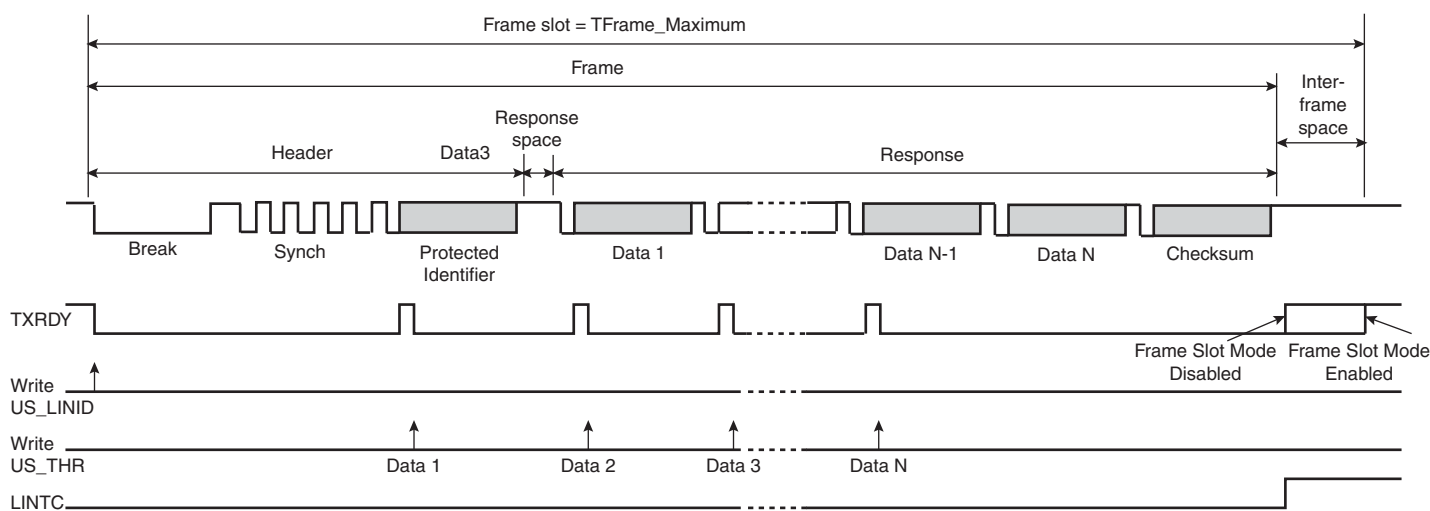 Frame slot = TFrame_Maximum
Frame
Inter-
frame
space
Response
space
Header
Data3
Response
Break
Synch
Protected
Identifier
Data 1
Data N-1
Data N
Checksum
TXRDY
Frame Slot Mode
Disabled
Frame Slot Mode
Enabled
Write
US_LINID
Write
US_THR
Data 1
Data 2
Data 3
Data N
LINTC